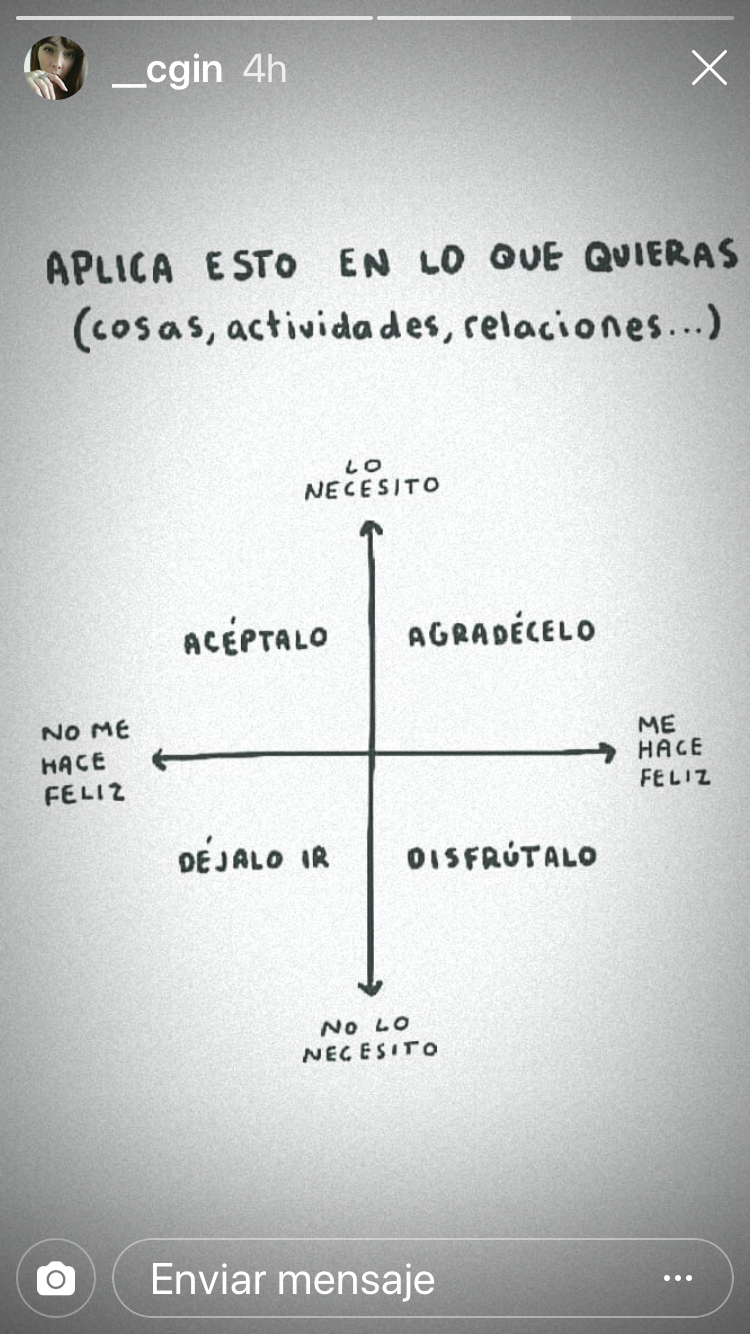 __cgin 4h
APLICA ESTO EN LO QUE QUIERAS
(cosas, actividades, relaciones...)
LO
NECESITO
ACÉPTALO
AGRADÉCELO
NO ME
HACE
FELIZ
ME
HACE
FELIZ
DÉJALO IR
DISFRÚTALO
NO LO
NECESITO
Enviar mensaje